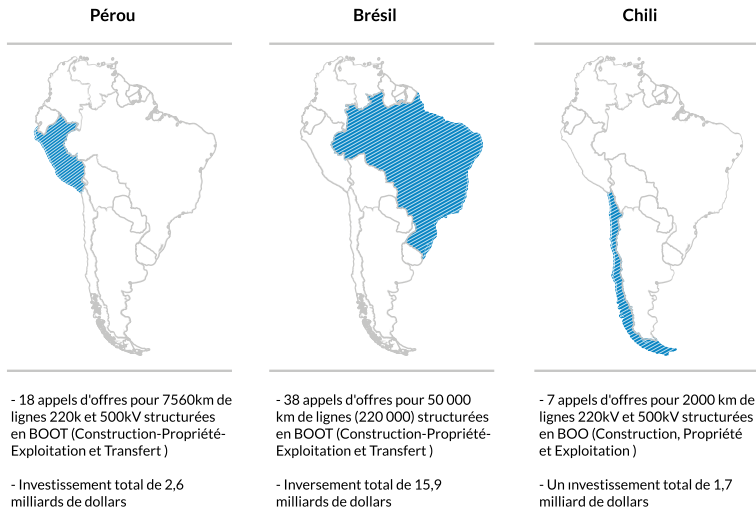 Pérou
- 18 appels d'offres pour 7560km de
lignes 220k et 500kV structurées
en BOOT (Construction-Propriété-
Exploitation et Transfert )
- Investissement total de 2,6
milliards de dollars
Brésil
- 38 appels d'offres pour 50 000
km de lignes (220 000) structurées
en BOOT (Construction-Propriété-
Exploitation et Transfert )
- Inversement total de 15,9
milliards de dollars
Chili
- 7 appels d'offres pour 2000 km de
lignes 220kV et 500kV structurées
en BOO (Construction, Propriété
et Exploitation )
- Un investissement total de 1,7
milliard de dollars